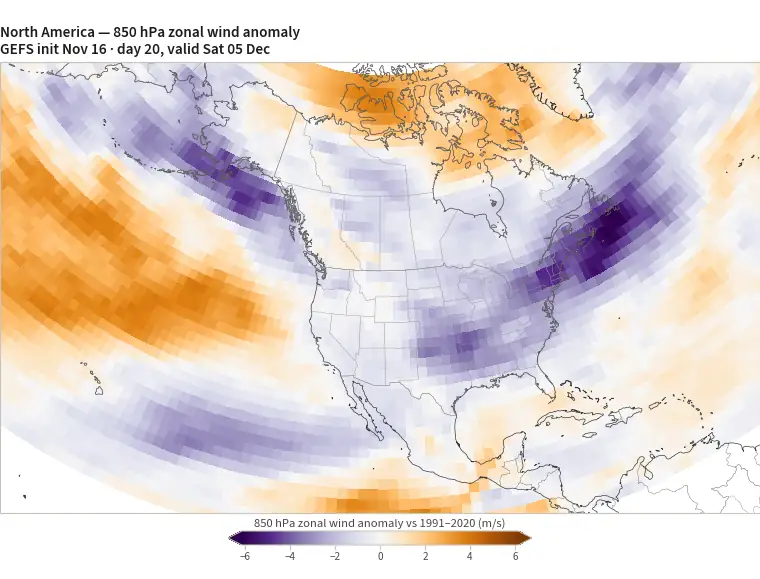 North America — 850 hPa zonal wind anomaly
GEFS init Nov 16 · day 20, valid Sat 05 Dec
850 hPa zonal wind anomaly vs 1991–2020 (m/s)
−6 −4 −2 0 2 4 6